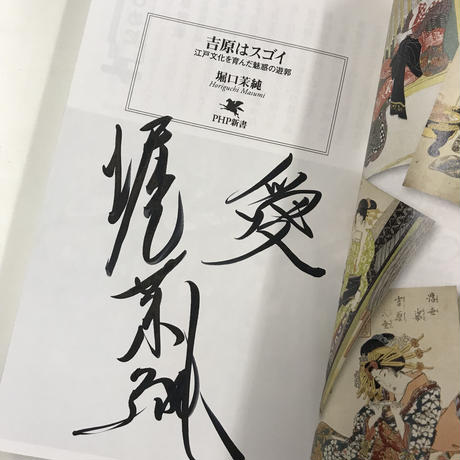 吉原はスゴイ
江戸文化を育んだ魅惑の遊郭
堀口茉純
Horiguchi Masumi
PHP新書
愛
堀口茉純